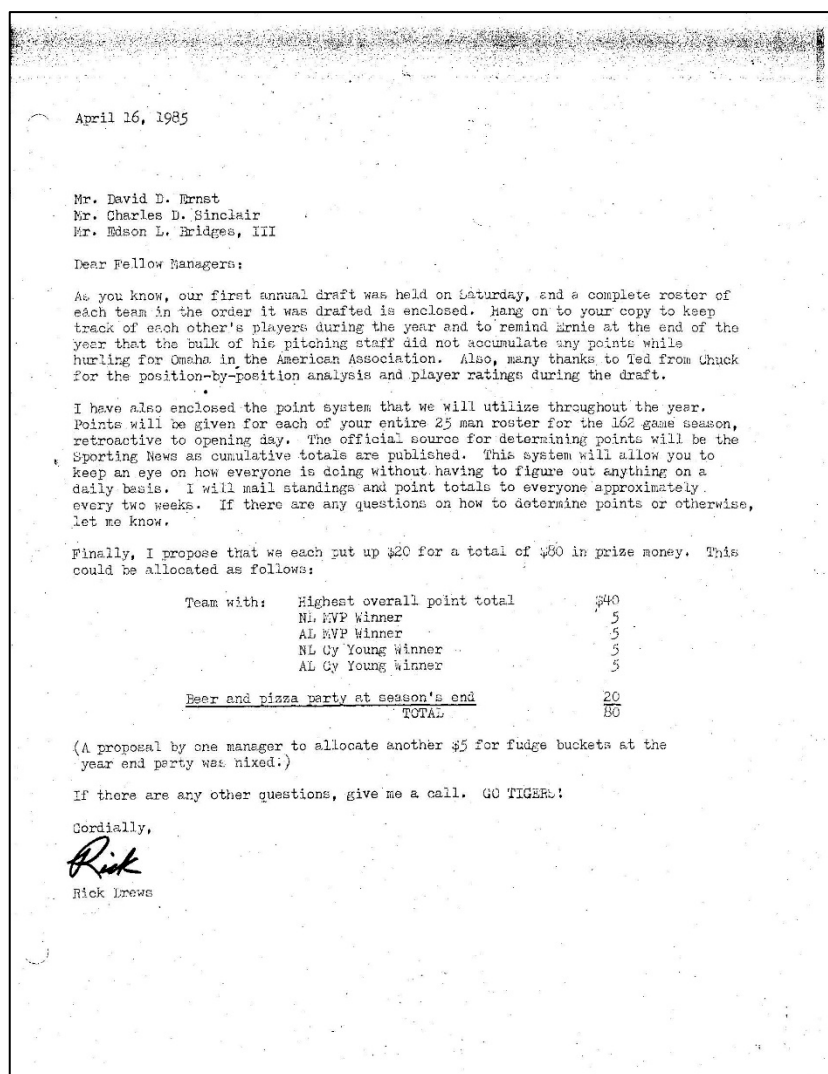 April 16, 1985
Mr. David D. Ernst
Mr. Charles D. Sinclair
Mr. Edson L. Bridges, III
Dear Fellow Managers:
As you know, our first annual draft was held on Saturday, and a complete roster of
each team in the order it was drafted is enclosed. Hang on to your copy to keep
track of each other's players during the year and to remind Ernie at the end of the
year that the bulk of his pitching staff did not accumulate any points while
hurling for Omaha in the American Association. Also, many thanks to Ted from Chuck
for the position-by-position analysis and player ratings during the draft.
I have also enclosed the point system that we will utilize throughout the year.
Points will be given for each of your entire 25 man roster for the 162 game season,
retroactive to opening day. The official source for determining points will be the
Sporting News as cumulative totals are published. This system will allow you to
keep an eye on how everyone is doing without having to figure out anything on a
daily basis. I will mail standings and point totals to everyone approximately
every two weeks. If there are any questions on how to determine points or otherwise,
let me know.
Finally, I propose that we each put up $20 for a total of $80 in prize money. This
could be allocated as follows:
Team with: Highest overall point total $40
NL MVP Winner 5
AL MVP Winner 5
NL Cy Young Winner 5
AL Cy Young Winner 5
Beer and pizza party at season's end 20
TOTAL 80
(A proposal by one manager to allocate another $5 for fudge buckets at the
year end party was nixed.)
If there are any other questions, give me a call. GO TIGERS!
Cordially,
Rick
Rick Drews